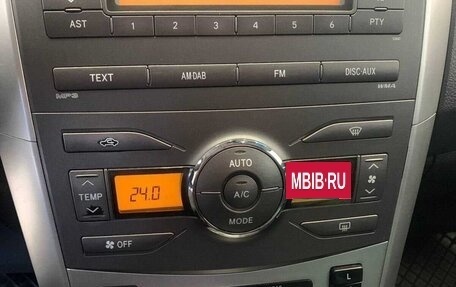 AST 1 2 3 4 5 6 PTY
TEXT AM·DAB FM DISC·AUX
MP3 WMA
AUTO
TEMP 24.0 A/C MBIB·RU
MODE
OFF
L